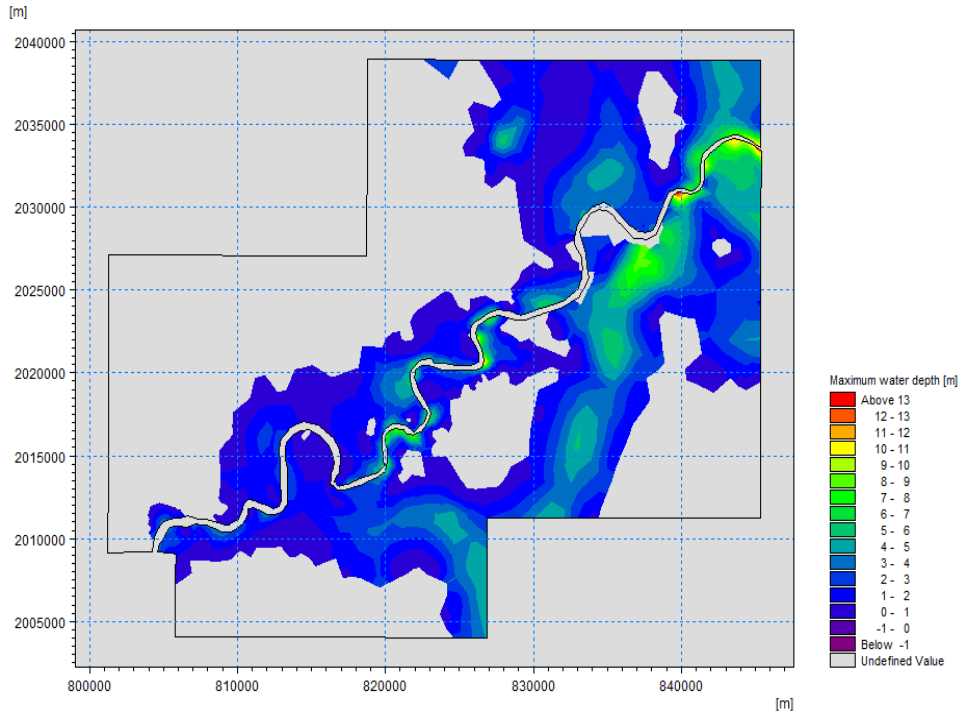 [m]
2040000
2035000
2030000
2025000
2020000
2015000
2010000
2005000
800000 810000 820000 830000 840000
[m]
Maximum water depth [m]
Above 13
12 - 13
11 - 12
10 - 11
9 - 10
8 - 9
7 - 8
6 - 7
5 - 6
4 - 5
3 - 4
2 - 3
1 - 2
0 - 1
-1 - 0
Below -1
Undefined Value